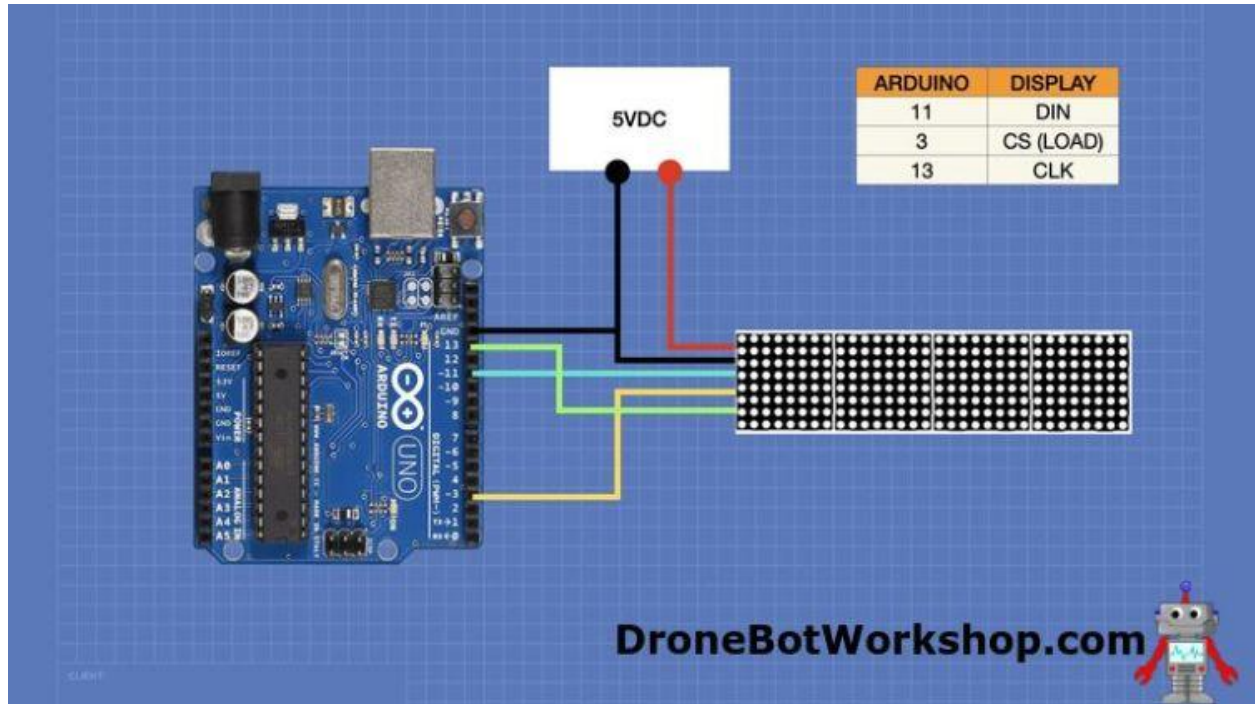 5VDC
ARDUINO DISPLAY
11 DIN
3 CS (LOAD)
13 CLK
AREF
GND
13
12
~11
~10
~9
8
7
~6
~5
4
~3
2
TX→1
RX←0
DIGITAL (PWM~)
ARDUINO
UNO
IOREF
RESET
3.3V
5V
GND
GND
Vin
POWER
A0
A1
A2
A3
A4
A5
ANALOG IN
DroneBotWorkshop.com